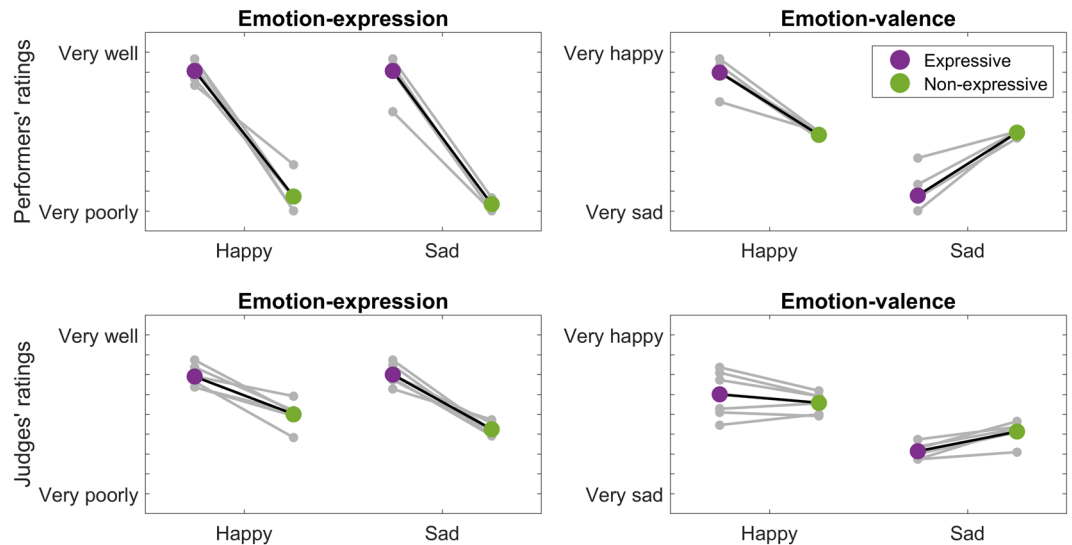 Emotion-expression
Emotion-valence
Performers' ratings
Very well
Very poorly
Happy
Sad
Very happy
Very sad
Expressive
Non-expressive
Happy
Sad
Emotion-expression
Emotion-valence
Judges' ratings
Very well
Very poorly
Happy
Sad
Very happy
Very sad
Happy
Sad